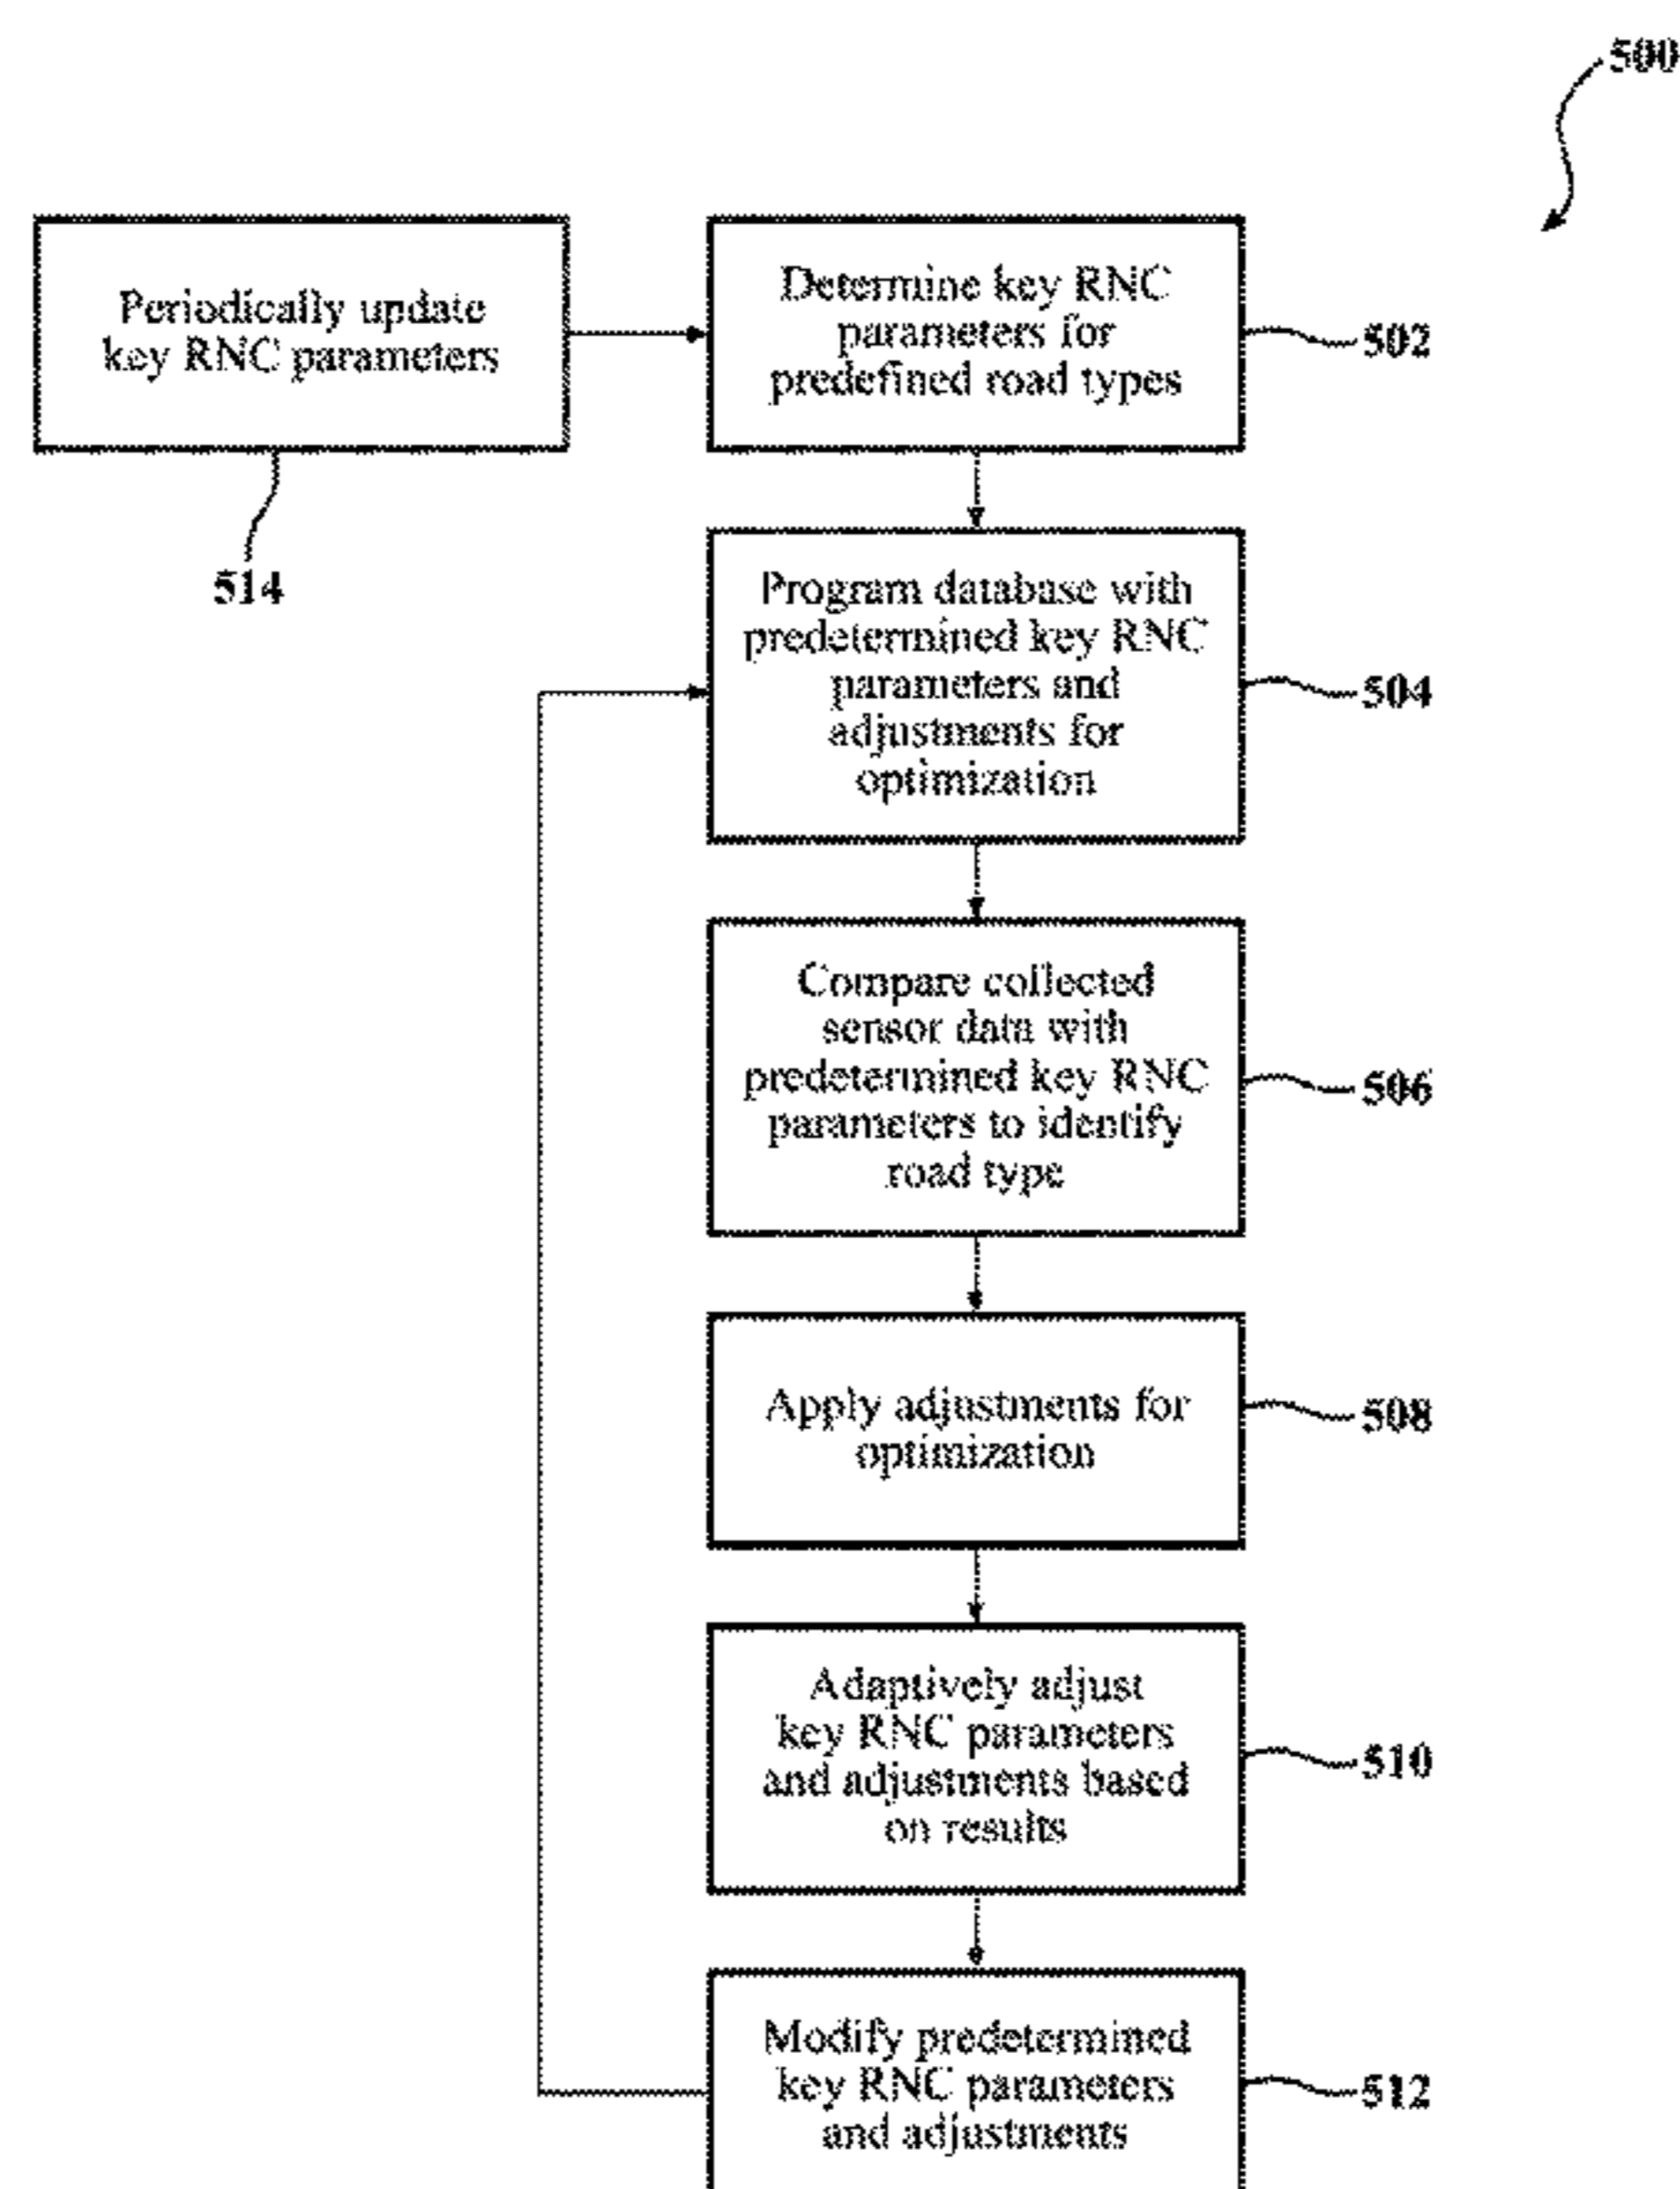 500
Periodically update
key RNC parameters
514
Determine key RNC
parameters for
predefined road types
502
Program database with
predetermined key RNC
parameters and
adjustments for
optimization
504
Compare collected
sensor data with
predetermined key RNC
parameters to identify
road type
506
Apply adjustments for
optimization
508
Adaptively adjust
key RNC parameters
and adjustments based
on results
510
Modify predetermined
key RNC parameters
and adjustments
512